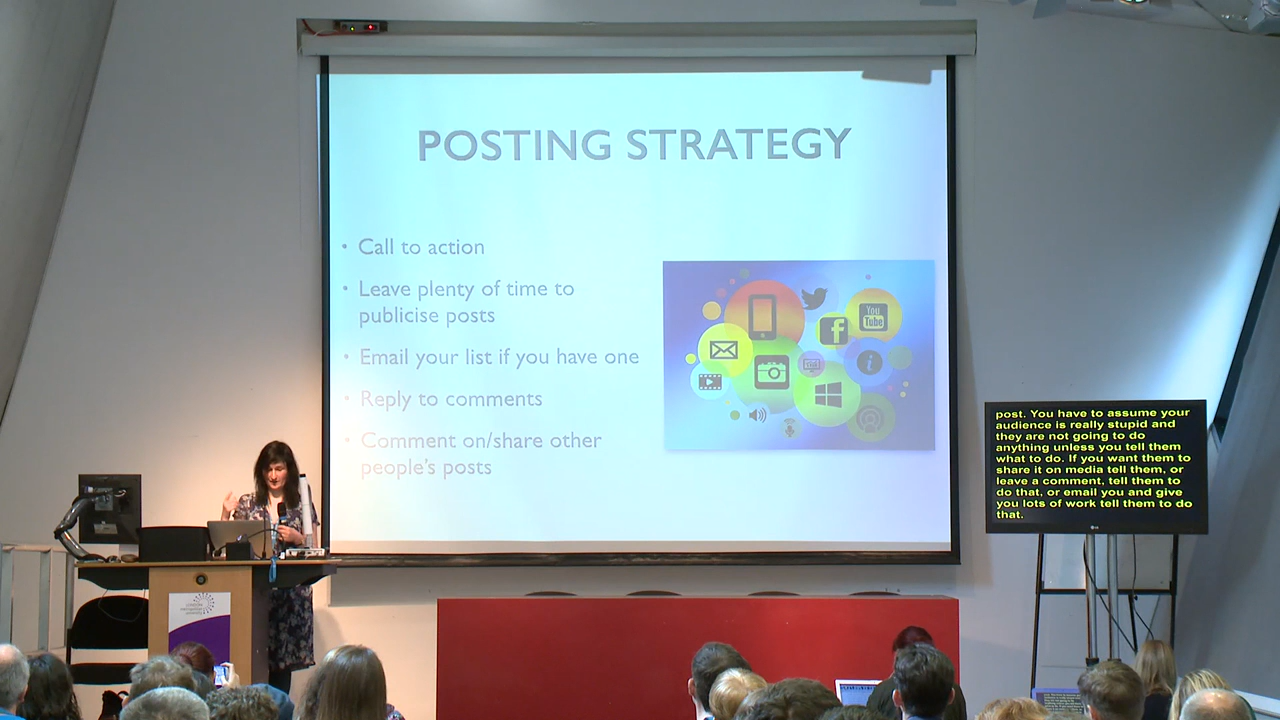 POSTING STRATEGY
• Call to action
• Leave plenty of time to
publicise posts
• Email your list if you have one
• Reply to comments
• Comment on/share other
people's posts
You
Tube
post. You have to assume your
audience is really stupid and
they are not going to do
anything unless you tell them
what to do. If you want them to
share it on media tell them, or
leave a comment, tell them to
do that, or email you and give
you lots of work tell them to do
that.
LG